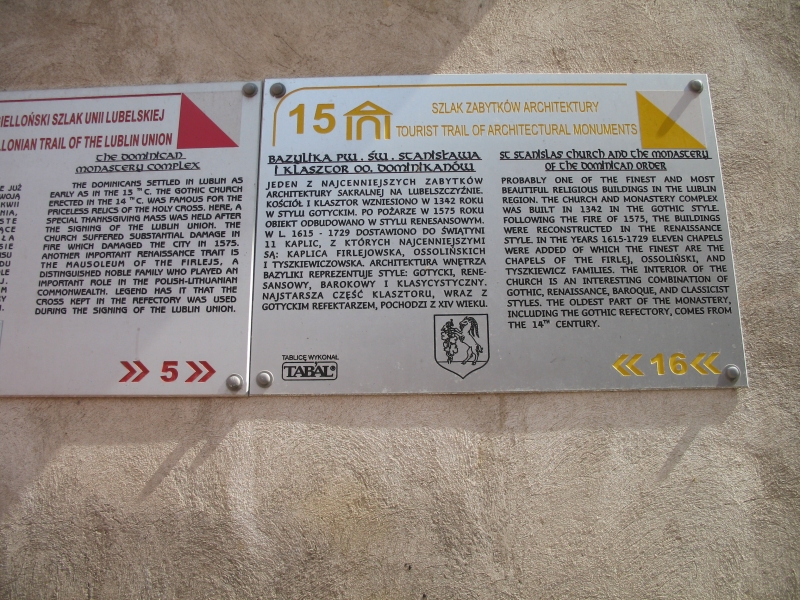 IELLOŃSKI SZLAK UNII LUBELSKIEJ
LLONIAN TRAIL OF THE LUBLIN UNION
THE DOMINICAN
MONASTERY COMPLEX
THE DOMINICANS SETTLED IN LUBLIN AS
EARLY AS IN THE 13TH C. THE GOTHIC CHURCH
ERECTED IN THE 14TH C. WAS FAMOUS FOR THE
PRICELESS RELICS OF THE HOLY CROSS. HERE, A
SPECIAL THANKSGIVING MASS WAS HELD AFTER
THE SIGNING OF THE LUBLIN UNION. THE
CHURCH SUFFERED SUBSTANTIAL DAMAGE IN
FIRE WHICH DAMAGED THE CITY IN 1575.
ANOTHER IMPORTANT RENAISSANCE TRAIT IS
THE MAUSOLEUM OF THE FIRLEJS, A
DISTINGUISHED NOBLE FAMILY WHO PLAYED AN
IMPORTANT ROLE IN THE POLISH-LITHUANIAN
COMMONWEALTH. LEGEND HAS IT THAT THE
CROSS KEPT IN THE REFECTORY WAS USED
DURING THE SIGNING OF THE LUBLIN UNION.
>> 5 >>
15
SZLAK ZABYTKÓW ARCHITEKTURY
TOURIST TRAIL OF ARCHITECTURAL MONUMENTS
BAZYLIKA PW. ŚW. STANISŁAWA
I KLASZTOR OO. DOMINIKANÓW
JEDEN Z NAJCENNIEJSZYCH ZABYTKÓW
ARCHITEKTURY SAKRALNEJ NA LUBELSZCZYŹNIE.
KOŚCIÓŁ I KLASZTOR WZNIESIONO W 1342 ROKU
W STYLU GOTYCKIM. PO POŻARZE W 1575 ROKU
OBIEKT ODBUDOWANO W STYLU RENESANSOWYM.
W L. 1615 - 1729 DOSTAWIONO DO ŚWIĄTYNI
11 KAPLIC, Z KTÓRYCH NAJCENNIEJSZYMI
SĄ: KAPLICA FIRLEJOWSKA, OSSOLIŃSKICH
I TYSZKIEWICZOWSKA. ARCHITEKTURA WNĘTRZA
BAZYLIKI REPREZENTUJE STYLE: GOTYCKI, RENE-
SANSOWY, BAROKOWY I KLASYCYSTYCZNY.
NAJSTARSZA CZĘŚĆ KLASZTORU, WRAZ Z
GOTYCKIM REFEKTARZEM, POCHODZI Z XIV WIEKU.
TABLICĘ WYKONAŁ
TABAL®
ST STANISLAS' CHURCH AND THE MONASTERY
OF THE DOMINICAN ORDER
PROBABLY ONE OF THE FINEST AND MOST
BEAUTIFUL RELIGIOUS BUILDINGS IN THE LUBLIN
REGION. THE CHURCH AND MONASTERY COMPLEX
WAS BUILT IN 1342 IN THE GOTHIC STYLE.
FOLLOWING THE FIRE OF 1575, THE BUILDINGS
WERE RECONSTRUCTED IN THE RENAISSANCE
STYLE. IN THE YEARS 1615-1729 ELEVEN CHAPELS
WERE ADDED OF WHICH THE FINEST ARE THE
CHAPELS OF THE FIRLEJ, OSSOLIŃSKI, AND
TYSZKIEWICZ FAMILIES. THE INTERIOR OF THE
CHURCH IS AN INTERESTING COMBINATION OF
GOTHIC, RENAISSANCE, BAROQUE, AND CLASSICIST
STYLES. THE OLDEST PART OF THE MONASTERY,
INCLUDING THE GOTHIC REFECTORY, COMES FROM
THE 14TH CENTURY.
<< 16 <<